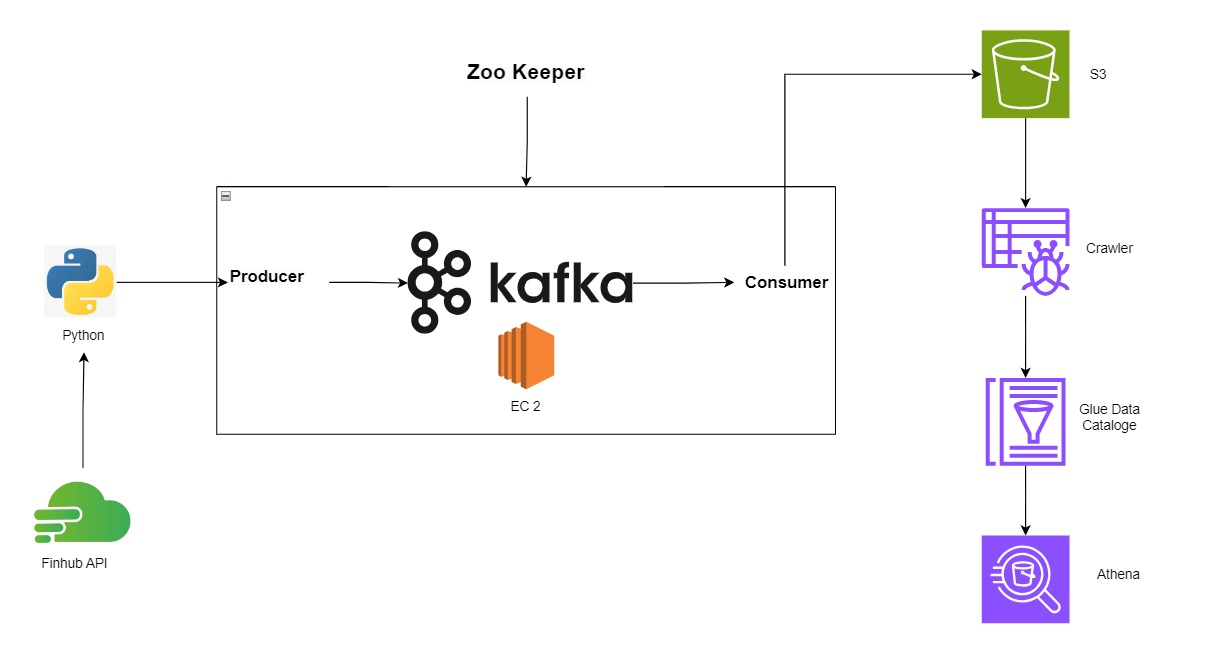 Zoo Keeper
S3
Producer
kafka
Consumer
Crawler
Python
EC 2
Glue Data
Cataloge
Finhub API
Athena